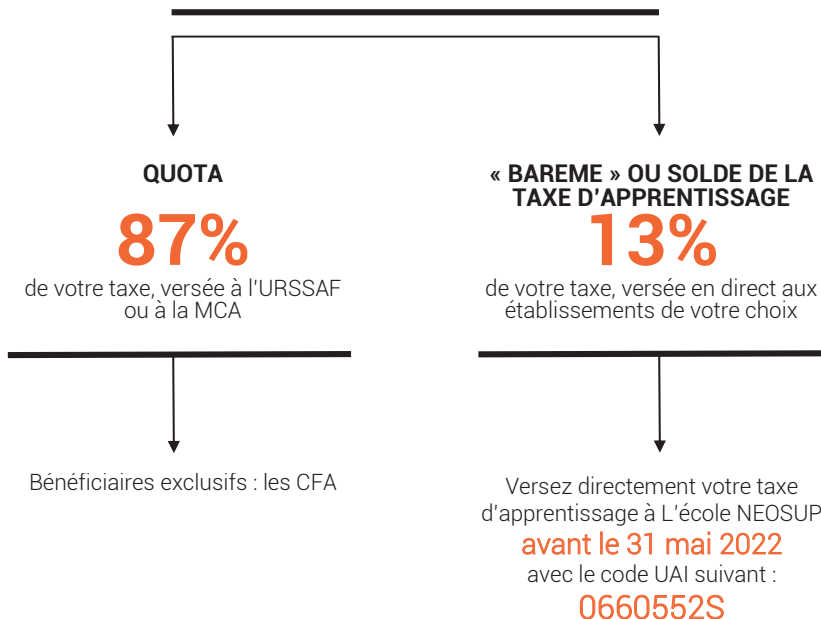 QUOTA
87%
de votre taxe, versée à l'URSSAF
ou à la MCA
Bénéficiaires exclusifs : les CFA
« BAREME » OU SOLDE DE LA
TAXE D'APPRENTISSAGE
13%
de votre taxe, versée en direct aux
établissements de votre choix
Versez directement votre taxe
d'apprentissage à L'école NEOSUP
avant le 31 mai 2022
avec le code UAI suivant :
0660552S